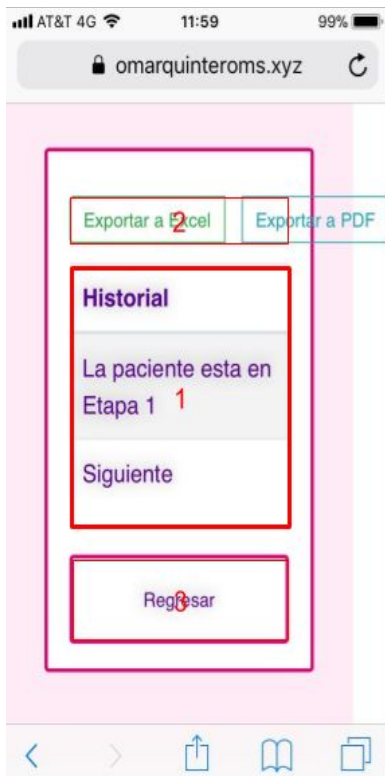 AT&T 4G 11:59 99%
omarquinteroms.xyz
Exportar a Excel Exportar a PDF
2
Historial
La paciente esta en
Etapa 1
1
Siguiente
Regresar
3